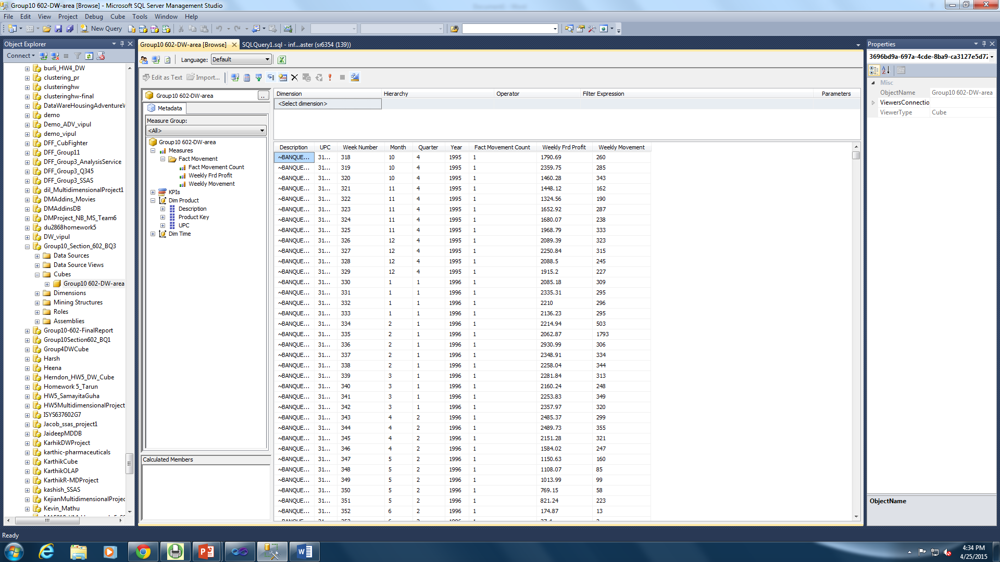 Group10 602-DW-area [Browse] - Microsoft SQL Server Management Studio
File Edit View Project Debug Cube Tools Window Help
New Query
Object Explorer
Connect
burli_HW4_DW
clustering_pr
clusteringhw
clusteringhw-final
DataWareHousingAdventureW
demo
Demo_ADV_vipul
demo_vipul
DFF_CubFighter
DFF_Group11
DFF_Group3_AnalysisService
DFF_Group3_Q345
DFF_Group3_SSAS
dil_MultidimensionalProject1
DMAddins_Movies
DMAddinsDB
DMProject_NB_MS_Team6
du2868homework5
DW_vipul
Group10_Section_602_BQ3
Data Sources
Data Source Views
Cubes
Group10 602-DW-area
Dimensions
Mining Structures
Roles
Assemblies
Group10-602-FinalReport
Group10Section602_BQ1
Group4DWCube
Harsh
Heena
Herndon_HW5_DW_Cube
Homework 5_Tarun
HW5_SamayitaGuha
HW5MultidimensionalProject
ISYS637602G7
Jacob_ssas_project1
JaideepMDDB
KarhikDWProject
karthic-pharmaceuticals
KarthikCube
KarthikOLAP
KarthikR-MDProject
kashish_SSAS
KejianMultidimensionalProjec
Kevin_Mathu
Group10 602-DW-area [Browse] SQLQuery1.sql - inf...aster (sr6354 (139))
Language: Default
Edit as Text Import...
Group10 602-DW-area ..
Metadata
Measure Group:
<All>
Group10 602-DW-area
Measures
Fact Movement
Fact Movement Count
Weekly Frd Profit
Weekly Movement
KPIs
Dim Product
Description
Product Key
UPC
Dim Time
Calculated Members
Dimension Hierarchy Operator Filter Expression Parameters
<Select dimension>
Description UPC Week Number Month Quarter Year Fact Movement Count Weekly Frd Profit Weekly Movement
~BANQUE... 31... 318 10 4 1995 1 1790.69 260
~BANQUE... 31... 319 10 4 1995 1 2359.75 285
~BANQUE... 31... 320 10 4 1995 1 1460.28 343
~BANQUE... 31... 321 11 4 1995 1 1448.12 162
~BANQUE... 31... 322 11 4 1995 1 1324.56 190
~BANQUE... 31... 323 11 4 1995 1 1652.92 287
~BANQUE... 31... 324 11 4 1995 1 1680.07 238
~BANQUE... 31... 325 11 4 1995 1 1968.79 333
~BANQUE... 31... 326 12 4 1995 1 2089.39 323
~BANQUE... 31... 327 12 4 1995 1 2250.84 315
~BANQUE... 31... 328 12 4 1995 1 2088.5 245
~BANQUE... 31... 329 12 4 1995 1 1915.2 227
~BANQUE... 31... 330 1 1 1996 1 2085.18 309
~BANQUE... 31... 331 1 1 1996 1 2335.31 295
~BANQUE... 31... 332 1 1 1996 1 2210 296
~BANQUE... 31... 333 1 1 1996 1 2136.23 295
~BANQUE... 31... 334 2 1 1996 1 2214.94 503
~BANQUE... 31... 335 2 1 1996 1 2062.87 1793
~BANQUE... 31... 336 2 1 1996 1 2930.99 306
~BANQUE... 31... 337 2 1 1996 1 2348.91 334
~BANQUE... 31... 338 2 1 1996 1 2258.04 344
~BANQUE... 31... 339 3 1 1996 1 2281.84 313
~BANQUE... 31... 340 3 1 1996 1 2160.24 248
~BANQUE... 31... 341 3 1 1996 1 2253.83 349
~BANQUE... 31... 342 3 1 1996 1 2357.97 320
~BANQUE... 31... 343 4 2 1996 1 2485.37 299
~BANQUE... 31... 344 4 2 1996 1 2489.73 355
~BANQUE... 31... 345 4 2 1996 1 2151.28 321
~BANQUE... 31... 346 4 2 1996 1 1584.02 247
~BANQUE... 31... 347 5 2 1996 1 1150.63 160
~BANQUE... 31... 348 5 2 1996 1 1108.07 85
~BANQUE... 31... 349 5 2 1996 1 1013.99 99
~BANQUE... 31... 350 5 2 1996 1 769.15 58
~BANQUE... 31... 351 5 2 1996 1 821.24 223
~BANQUE... 31... 352 6 2 1996 1 174.87 13
Properties
3696bd9a-697a-4cde-8ba9-ca3127e5d72
Misc
ObjectName Group10 602-DW-area
ViewersConnectio
ViewerType Cube
ObjectName
Ready
4:34 PM
4/25/2015